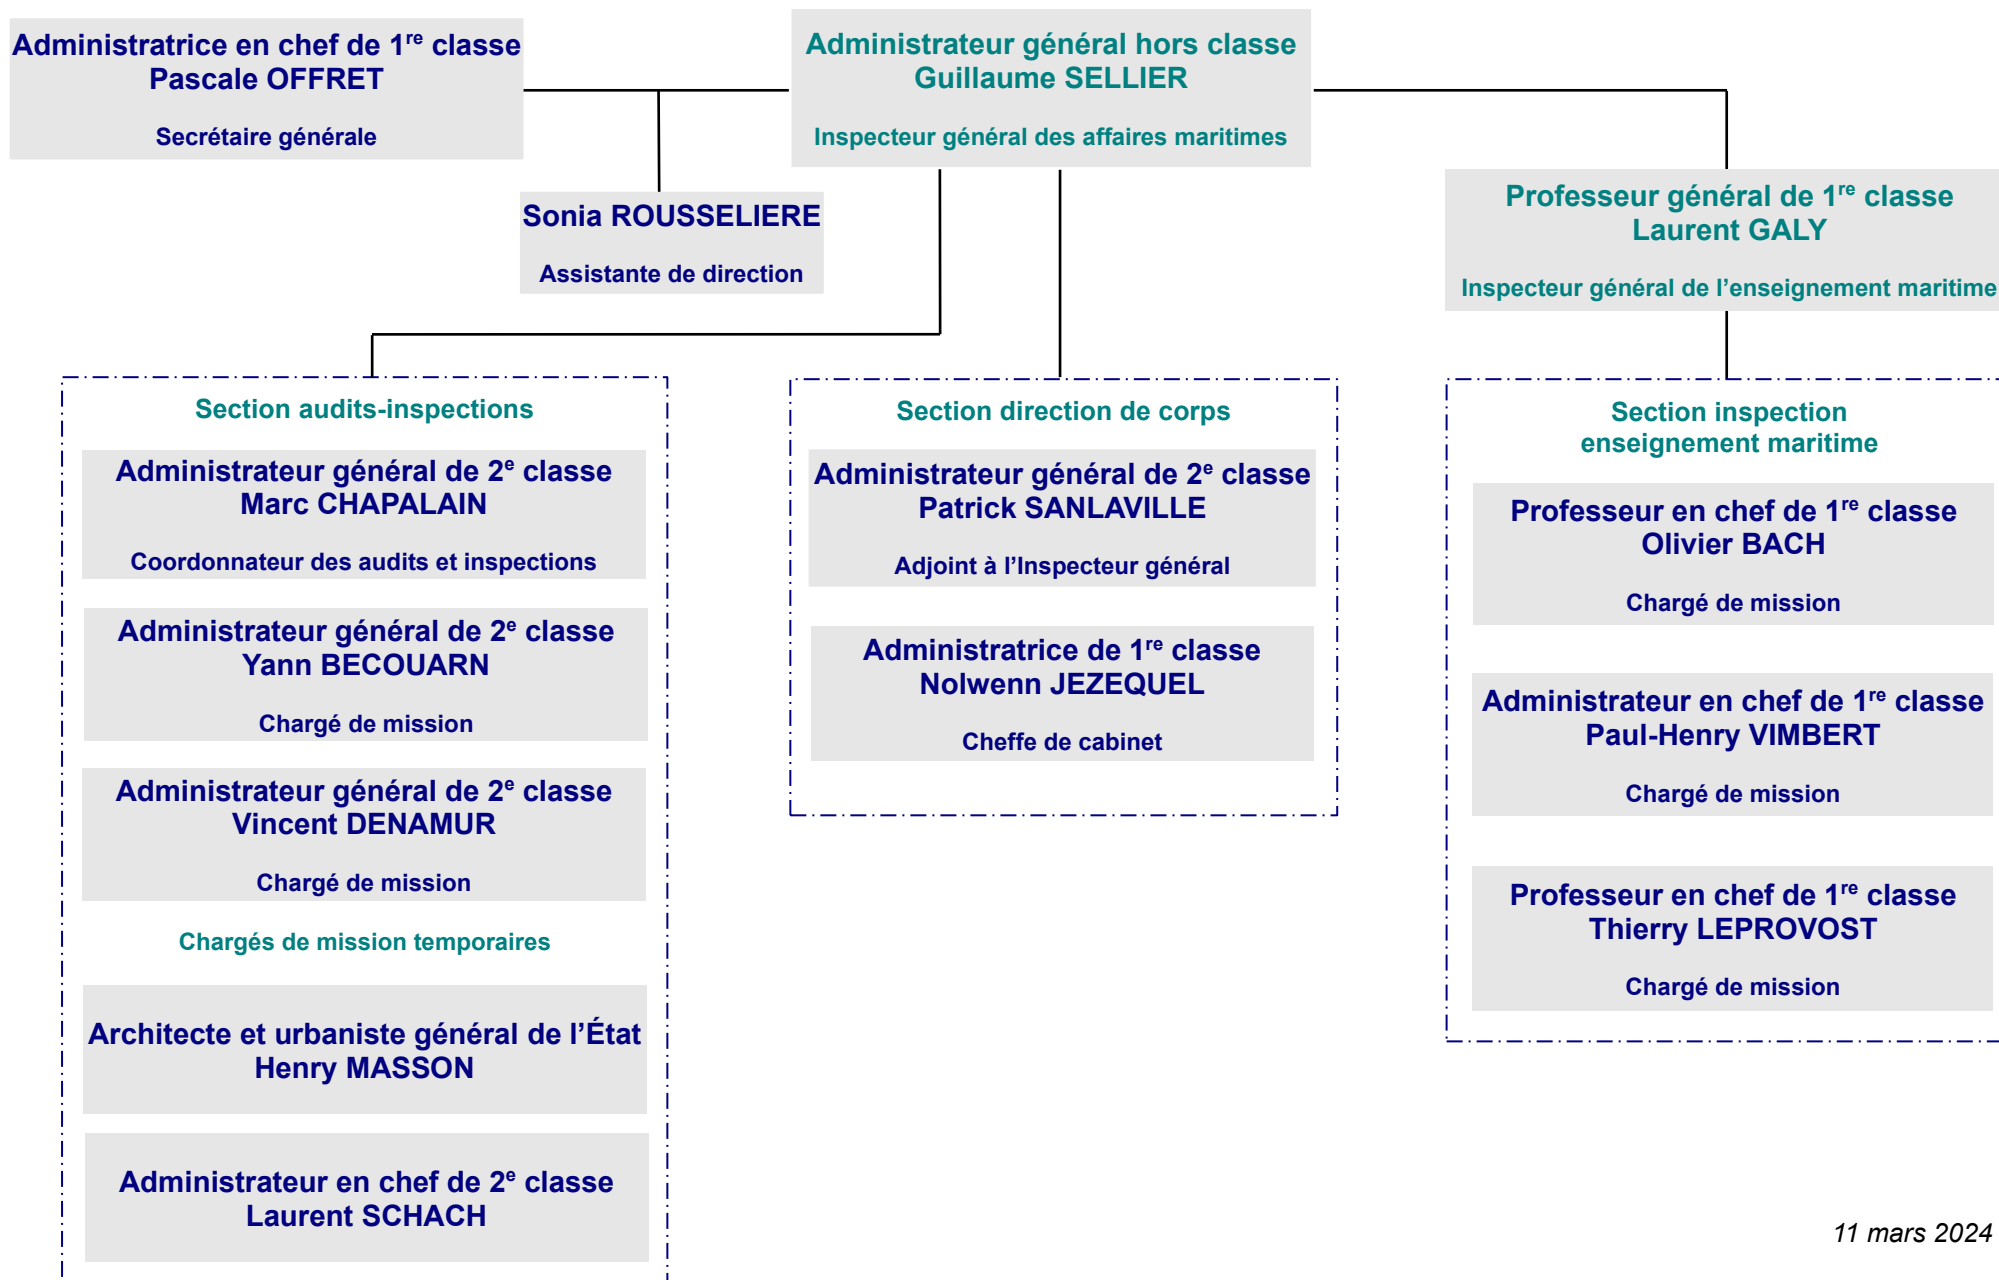 Administratrice en chef de 1re classe
Pascale OFFRET
Secrétaire générale
Administrateur général hors classe
Guillaume SELLIER
Inspecteur général des affaires maritimes
Sonia ROUSSELIERE
Assistante de direction
Professeur général de 1re classe
Laurent GALY
Inspecteur général de l’enseignement maritime
Section audits-inspections
Administrateur général de 2e classe
Marc CHAPALAIN
Coordonnateur des audits et inspections
Administrateur général de 2e classe
Yann BECOUARN
Chargé de mission
Administrateur général de 2e classe
Vincent DENAMUR
Chargé de mission
Chargés de mission temporaires
Architecte et urbaniste général de l’État
Henry MASSON
Administrateur en chef de 2e classe
Laurent SCHACH
Section direction de corps
Administrateur général de 2e classe
Patrick SANLAVILLE
Adjoint à l’Inspecteur général
Administratrice de 1re classe
Nolwenn JEZEQUEL
Cheffe de cabinet
Section inspection
enseignement maritime
Professeur en chef de 1re classe
Olivier BACH
Chargé de mission
Administrateur en chef de 1re classe
Paul-Henry VIMBERT
Chargé de mission
Professeur en chef de 1re classe
Thierry LEPROVOST
Chargé de mission
11 mars 2024